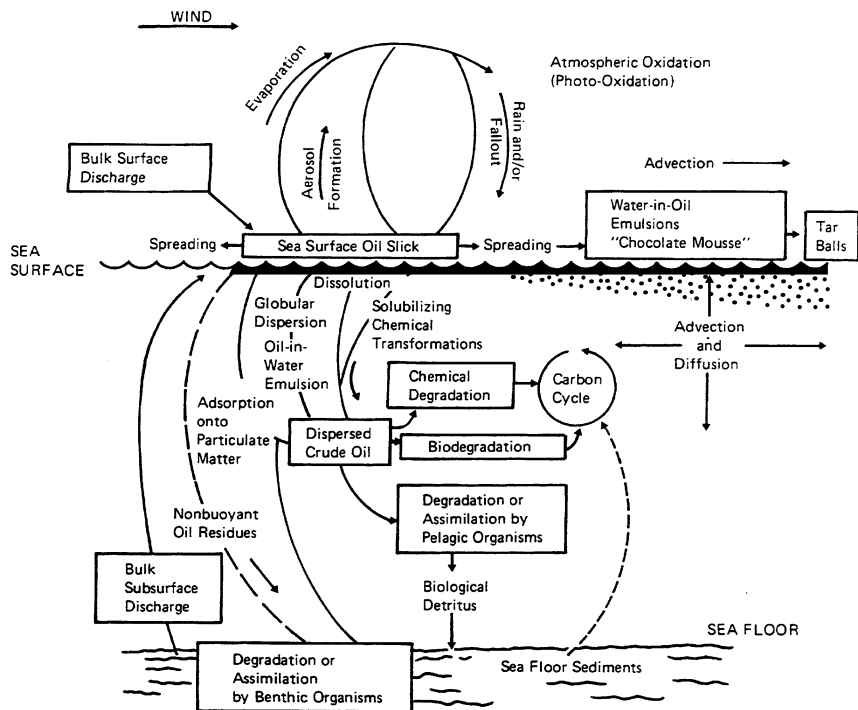 WIND
Evaporation
Aerosol
Formation
Rain and/or
Fallout
Atmospheric Oxidation
(Photo-Oxidation)
Bulk Surface
Discharge
Advection
Water-in-Oil
Emulsions
"Chocolate Mousse"
Tar
Balls
SEA
SURFACE
Spreading
Sea Surface Oil Slick
Spreading
Dissolution
Globular
Dispersion
Oil-in-
Water
Emulsion
Solubilizing
Chemical
Transformations
Advection
and
Diffusion
Adsorption
onto
Particulate
Matter
Chemical
Degradation
Carbon
Cycle
Dispersed
Crude Oil
Biodegradation
Nonbuoyant
Oil Residues
Degradation or
Assimilation by
Pelagic Organisms
Bulk
Subsurface
Discharge
Biological
Detritus
SEA FLOOR
Degradation or
Assimilation
by Benthic Organisms
Sea Floor Sediments